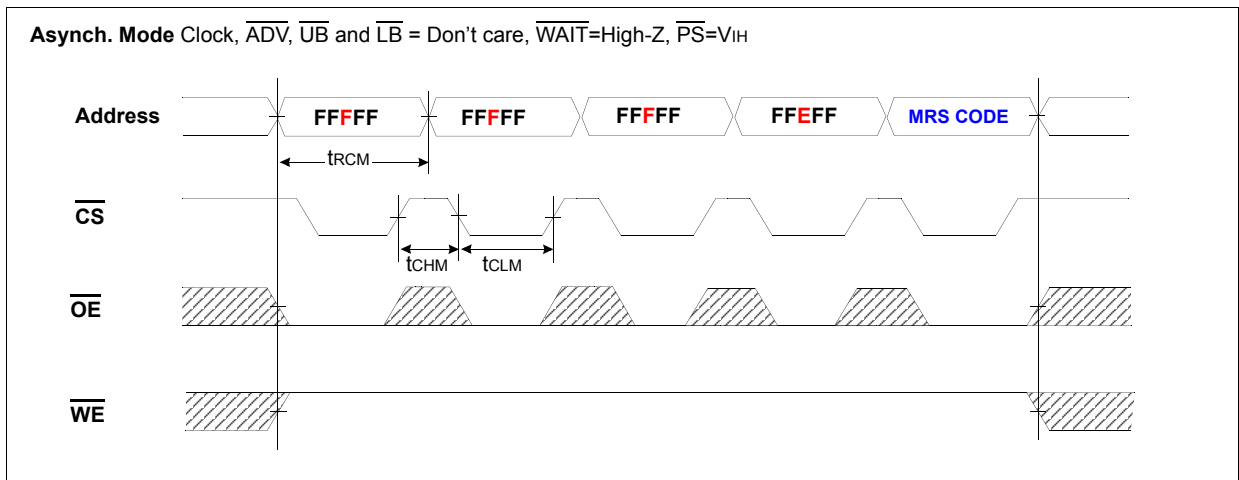 Asynch. Mode Clock, ADV, UB and LB = Don't care, WAIT=High-Z, PS=VIH
Address FFFFF FFFFF FFFFF FFEFF MRS CODE
tRCM
CS
tCHM tCLM
OE
WE